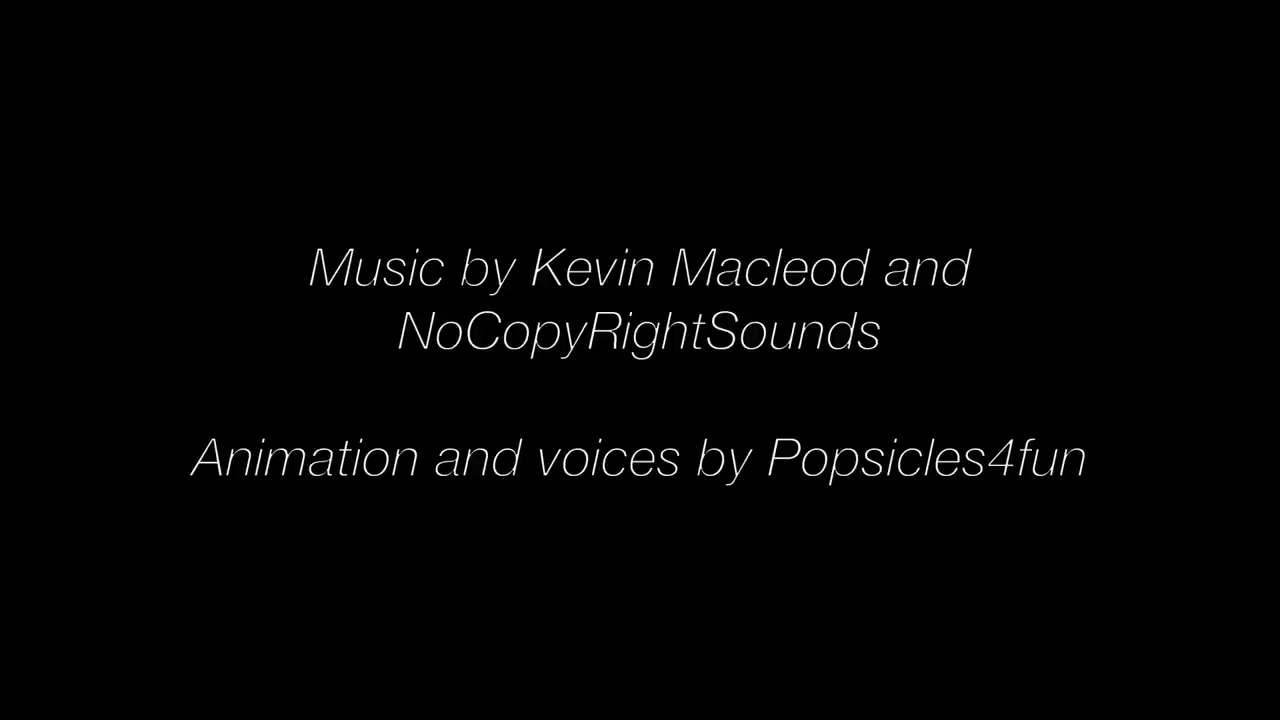 Music by Kevin Macleod and
NoCopyRightSounds
Animation and voices by Popsicles4fun